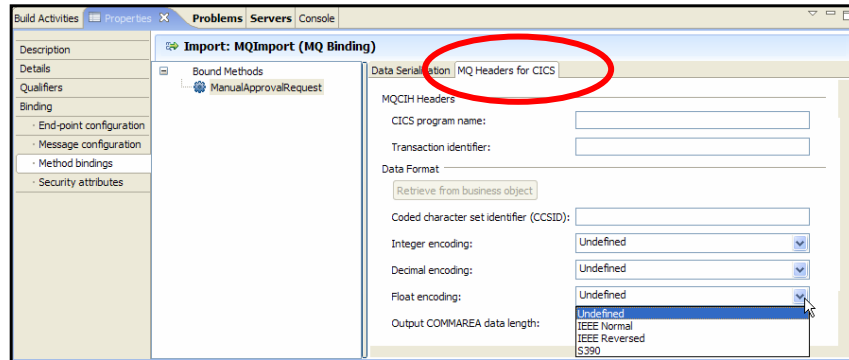 Build Activities Properties Problems Servers Console
Import: MQImport (MQ Binding)
Description
Details
Qualifiers
Binding
· End-point configuration
· Message configuration
· Method bindings
· Security attributes
Bound Methods
ManualApprovalRequest
Data Serialization MQ Headers for CICS
MQCIH Headers
CICS program name:
Transaction identifier:
Data Format
Retrieve from business object
Coded character set identifier (CCSID):
Integer encoding: Undefined
Decimal encoding: Undefined
Float encoding: Undefined
Undefined
IEEE Normal
IEEE Reversed
S390
Output COMMAREA data length: